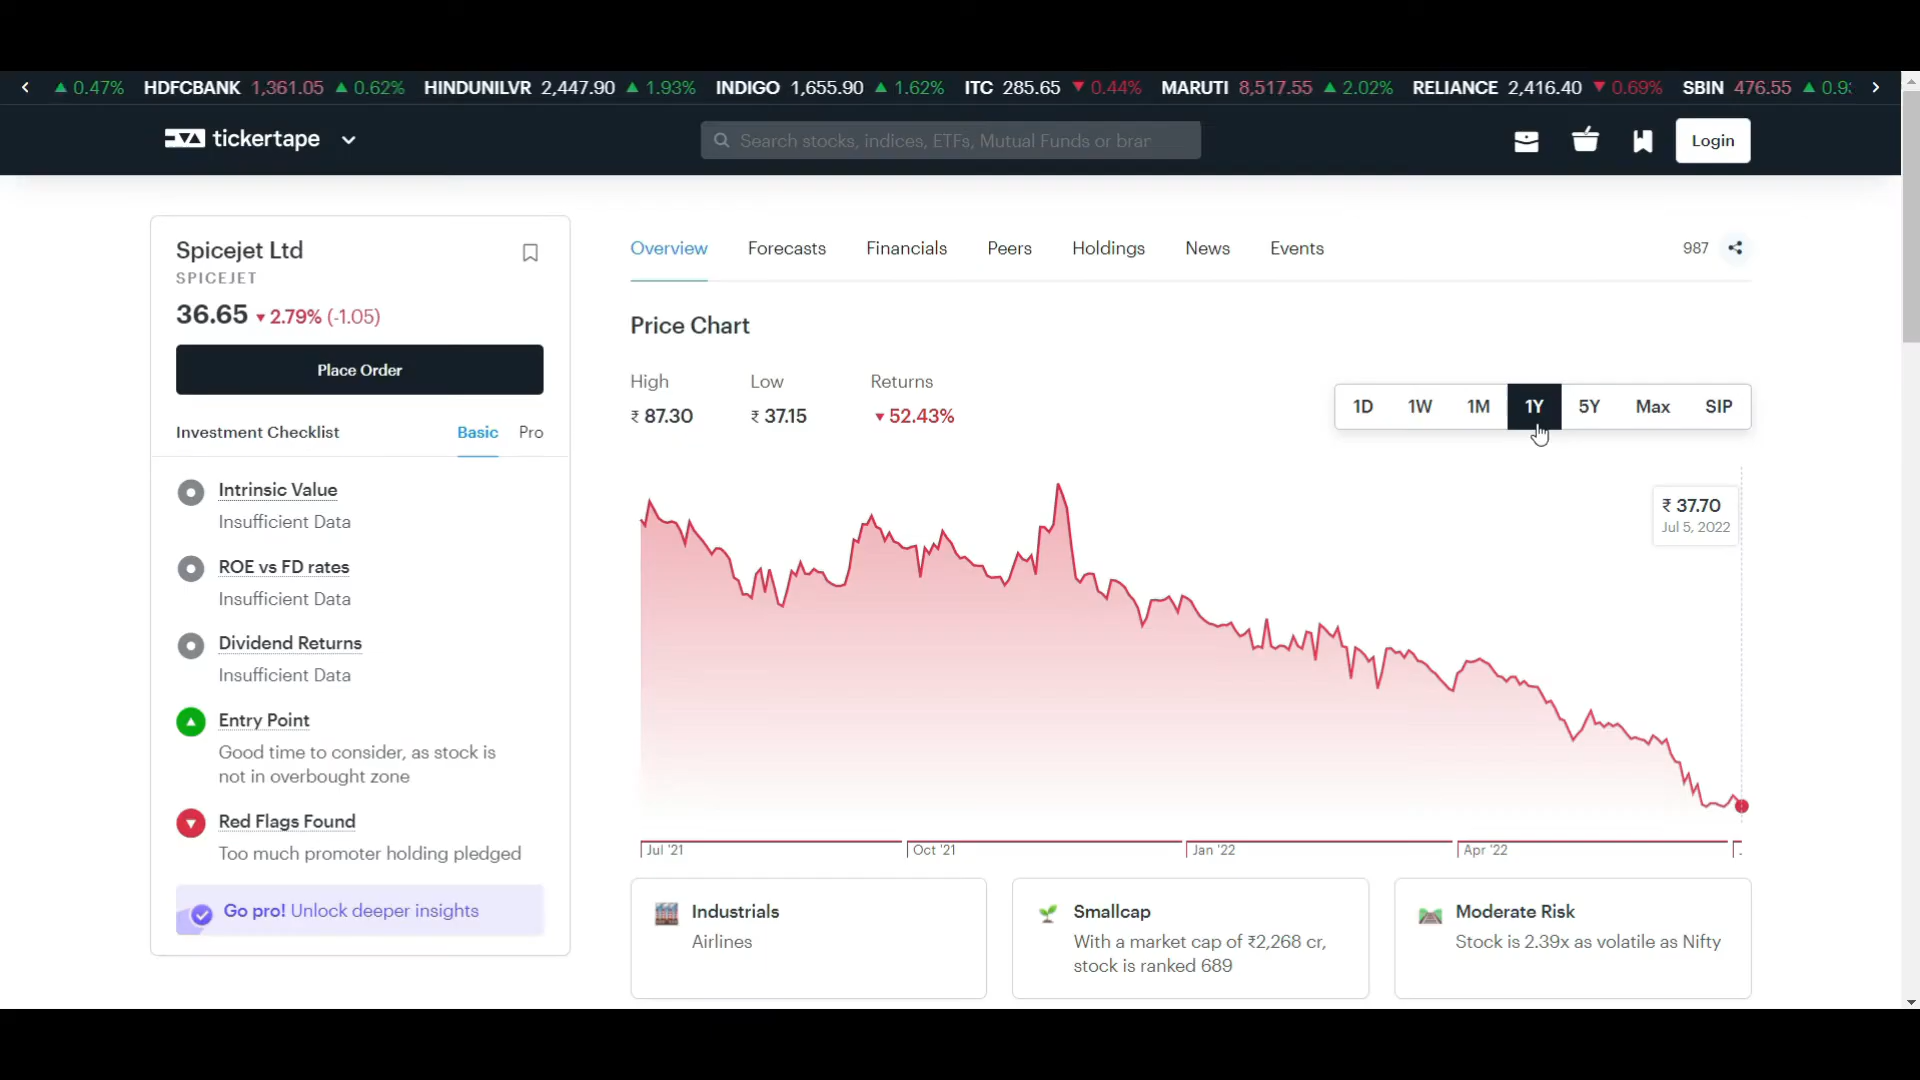 ▲ 0.47% HDFCBANK 1,361.05 ▲ 0.62% HINDUNILVR 2,447.90 ▲ 1.93% INDIGO 1,655.90 ▲ 1.62% ITC 285.65 ▼ 0.44% MARUTI 8,517.55 ▲ 2.02% RELIANCE 2,416.40 ▼ 0.69% SBIN 476.55 ▲
tickertape
Search stocks, indices, ETFs, Mutual Funds or brar
Login
Spicejet Ltd
SPICEJET
36.65 ▼ 2.79% (-1.05)
Place Order
Investment Checklist Basic Pro
Intrinsic Value
Insufficient Data
ROE vs FD rates
Insufficient Data
Dividend Returns
Insufficient Data
Entry Point
Good time to consider, as stock is
not in overbought zone
Red Flags Found
Too much promoter holding pledged
Go pro! Unlock deeper insights
Overview Forecasts Financials Peers Holdings News Events 987
Price Chart
High Low Returns
₹ 87.30 ₹ 37.15 ▼ 52.43%
1D 1W 1M 1Y 5Y Max SIP
₹ 37.70
Jul 5, 2022
Jul '21 Oct '21 Jan '22 Apr '22
Industrials
Airlines
Smallcap
With a market cap of ₹2,268 cr,
stock is ranked 689
Moderate Risk
Stock is 2.39x as volatile as Nifty